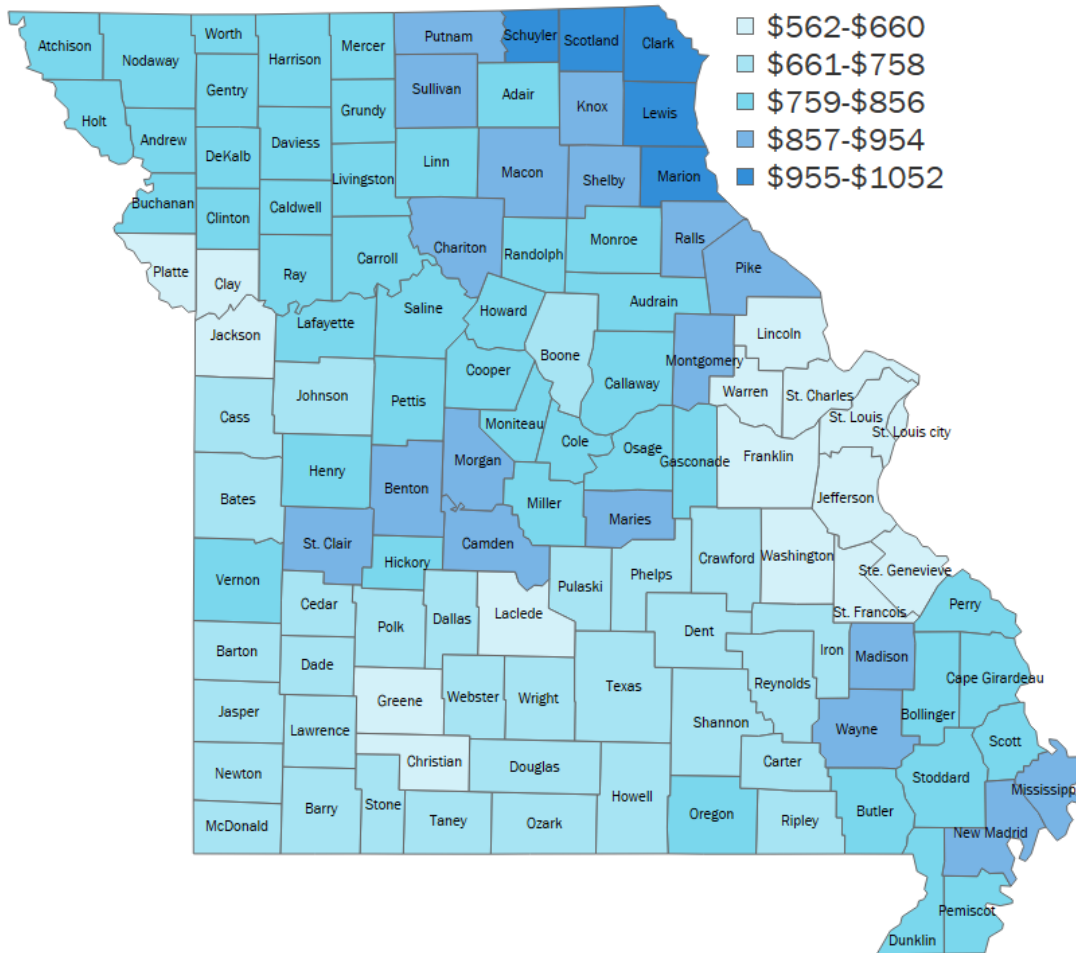 $562-$660
$661-$758
$759-$856
$857-$954
$955-$1052
Atchison
Nodaway
Worth
Harrison
Mercer
Putnam
Schuyler
Scotland
Clark
Gentry
Sullivan
Adair
Knox
Lewis
Holt
Andrew
DeKalb
Daviess
Grundy
Linn
Macon
Shelby
Marion
Livingston
Buchanan
Clinton
Caldwell
Chariton
Randolph
Monroe
Ralls
Pike
Platte
Clay
Ray
Carroll
Saline
Howard
Audrain
Jackson
Lafayette
Boone
Callaway
Montgomery
Lincoln
Warren
St. Charles
St. Louis
St. Louis city
Cass
Johnson
Pettis
Cooper
Moniteau
Cole
Osage
Gasconade
Franklin
Jefferson
Bates
Henry
Benton
Morgan
Miller
Maries
St. Clair
Camden
Hickory
Pulaski
Phelps
Crawford
Washington
Ste. Genevieve
St. Francois
Perry
Vernon
Cedar
Polk
Dallas
Laclede
Dent
Iron
Madison
Barton
Dade
Greene
Webster
Wright
Texas
Reynolds
Bollinger
Cape Girardeau
Jasper
Lawrence
Christian
Douglas
Shannon
Wayne
Scott
Newton
Carter
Stoddard
Mississippi
McDonald
Barry
Stone
Taney
Ozark
Howell
Oregon
Ripley
Butler
New Madrid
Pemiscot
Dunklin